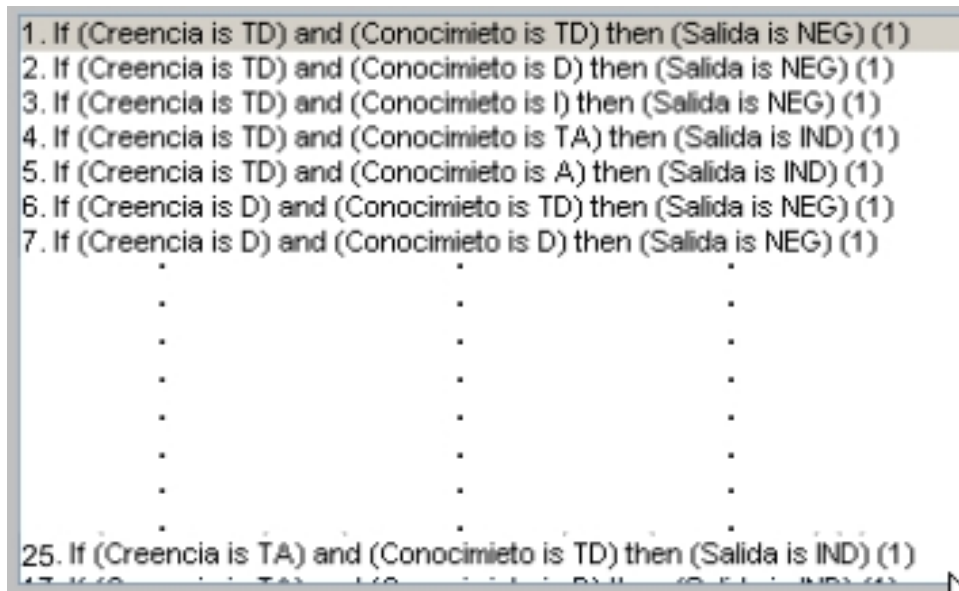 1. If (Creencia is TD) and (Conocimieto is TD) then (Salida is NEG) (1)
2. If (Creencia is TD) and (Conocimieto is D) then (Salida is NEG) (1)
3. If (Creencia is TD) and (Conocimieto is I) then (Salida is NEG) (1)
4. If (Creencia is TD) and (Conocimieto is TA) then (Salida is IND) (1)
5. If (Creencia is TD) and (Conocimieto is A) then (Salida is IND) (1)
6. If (Creencia is D) and (Conocimieto is TD) then (Salida is NEG) (1)
7. If (Creencia is D) and (Conocimieto is D) then (Salida is NEG) (1)
. . .
. . .
. . .
. . .
. . .
. . .
. . .
. . .
25. If (Creencia is TA) and (Conocimieto is TD) then (Salida is IND) (1)